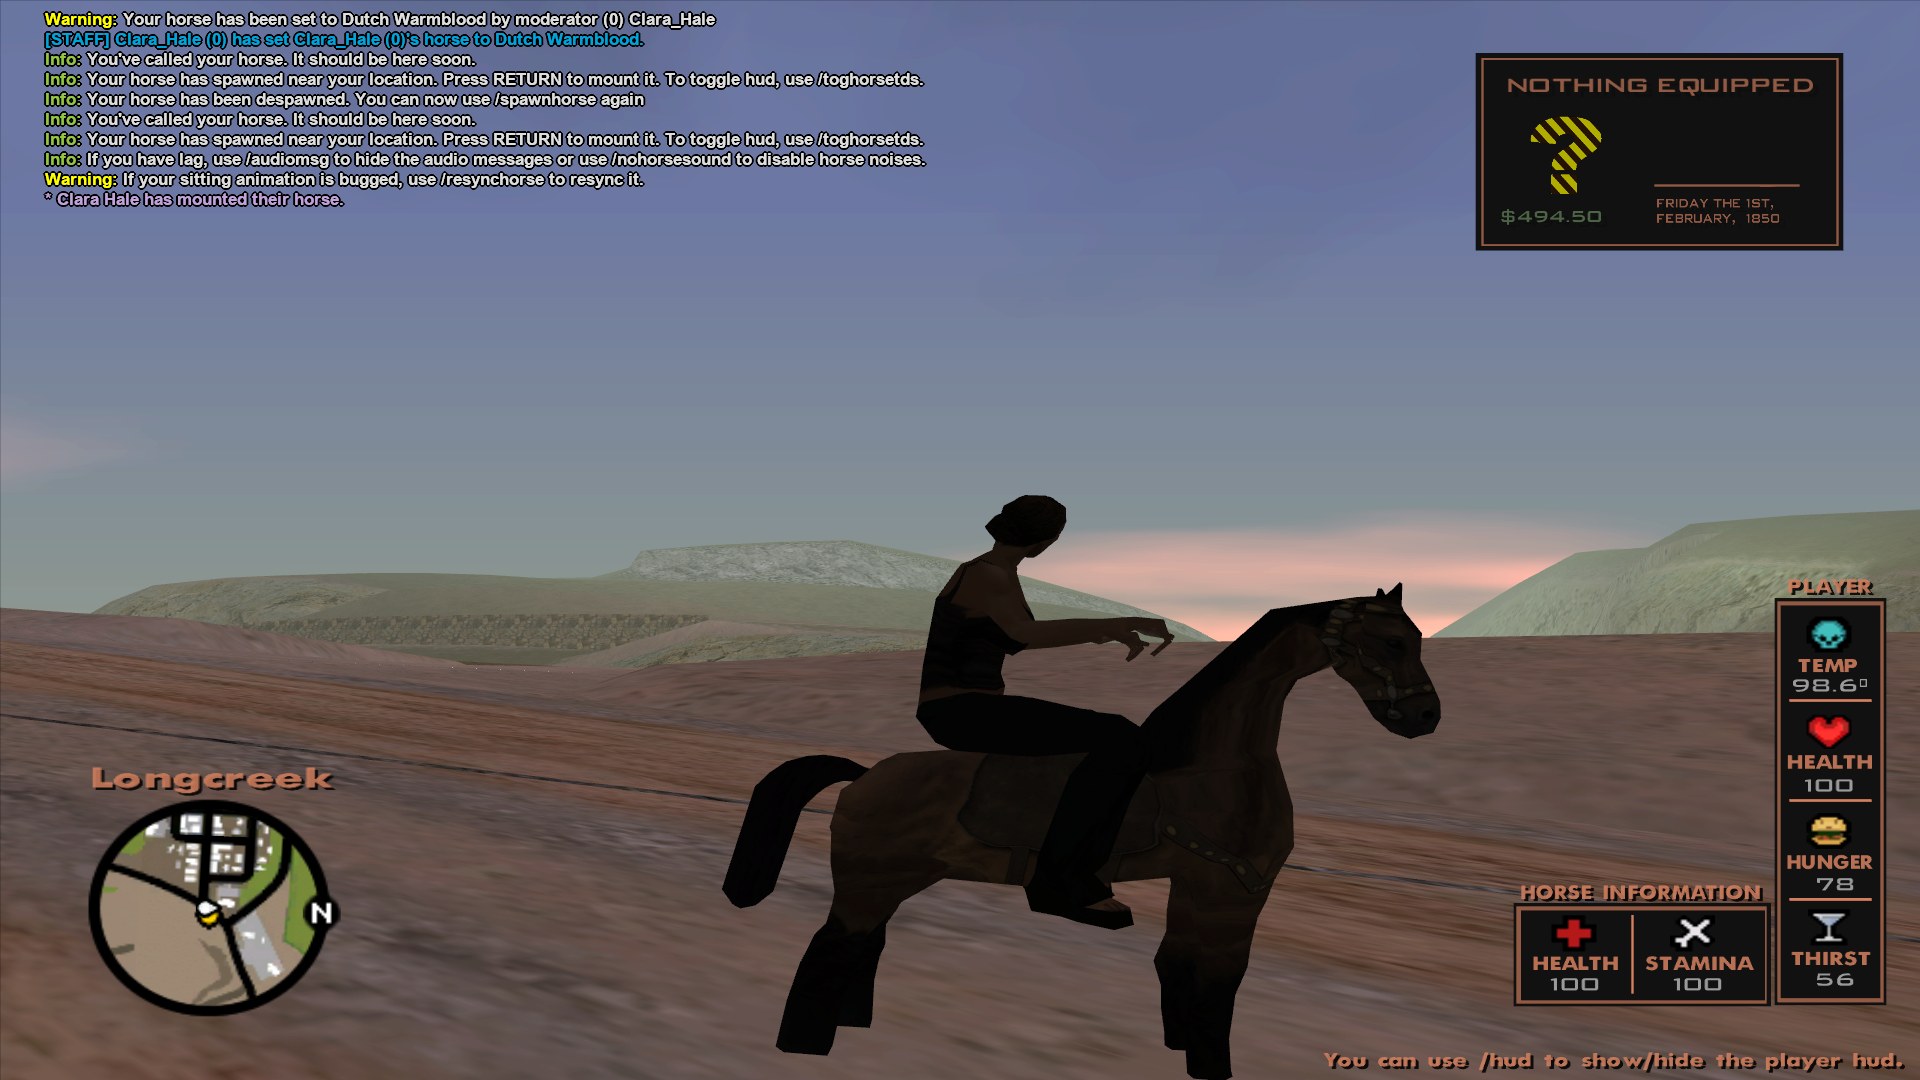 Warning: Your horse has been set to Dutch Warmblood by moderator (0) Clara_Hale
[STAFF] Clara_Hale (0) has set Clara_Hale (0)'s horse to Dutch Warmblood.
Info: You've called your horse. It should be here soon.
Info: Your horse has spawned near your location. Press RETURN to mount it. To toggle hud, use /toghorsetds.
Info: Your horse has been despawned. You can now use /spawnhorse again
Info: You've called your horse. It should be here soon.
Info: Your horse has spawned near your location. Press RETURN to mount it. To toggle hud, use /toghorsetds.
Info: If you have lag, use /audiomsg to hide the audio messages or use /nohorsesound to disable horse noises.
Warning: If your sitting animation is bugged, use /resynchorse to resync it.
* Clara Hale has mounted their horse.
NOTHING EQUIPPED
?
$494.50
FRIDAY THE 1ST,
FEBRUARY, 1850
PLAYER
TEMP
98.6▯
HEALTH
100
HUNGER
78
THIRST
56
Longcreek
N
HORSE INFORMATION
HEALTH
100
STAMINA
100
You can use /hud to show/hide the player hud.